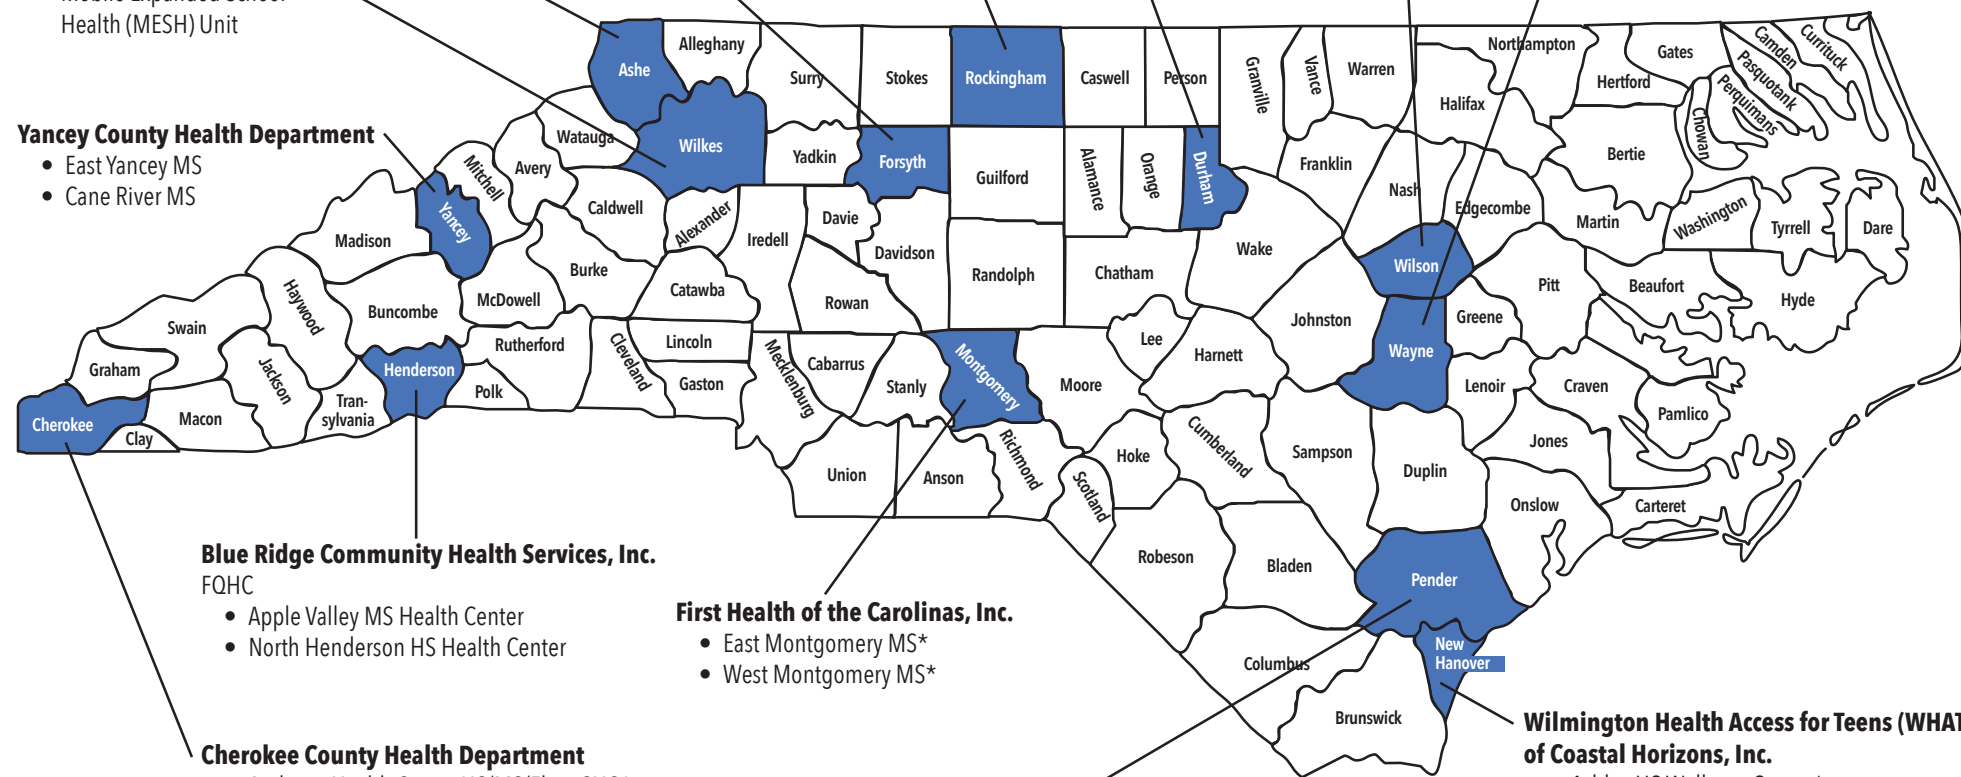 Health (MESH) Unit
Yancey County Health Department
• East Yancey MS
• Cane River MS
Ashe
Alleghany
Surry
Stokes
Rockingham
Caswell
Person
Granville
Vance
Warren
Northampton
Hertford
Gates
Camden
Currituck
Pasquotank
Perquimans
Chowan
Halifax
Watauga
Wilkes
Yadkin
Forsyth
Guilford
Alamance
Orange
Durham
Franklin
Nash
Edgecombe
Bertie
Martin
Washington
Tyrrell
Dare
Mitchell
Avery
Yancey
Madison
Caldwell
Alexander
Iredell
Davie
Davidson
Randolph
Chatham
Wake
Wilson
Pitt
Beaufort
Hyde
Haywood
Buncombe
McDowell
Burke
Catawba
Rowan
Lee
Johnston
Greene
Wayne
Swain
Graham
Jackson
Henderson
Rutherford
Polk
Cleveland
Lincoln
Gaston
Mecklenburg
Cabarrus
Stanly
Montgomery
Moore
Harnett
Lenoir
Craven
Pamlico
Cherokee
Clay
Macon
Tran-
sylvania
Union
Anson
Richmond
Scotland
Hoke
Cumberland
Sampson
Duplin
Jones
Onslow
Carteret
Robeson
Bladen
Pender
New
Hanover
Columbus
Brunswick
Blue Ridge Community Health Services, Inc.
FQHC
• Apple Valley MS Health Center
• North Henderson HS Health Center
First Health of the Carolinas, Inc.
• East Montgomery MS*
• West Montgomery MS*
Cherokee County Health Department
Wilmington Health Access for Teens (WHAT
of Coastal Horizons, Inc.